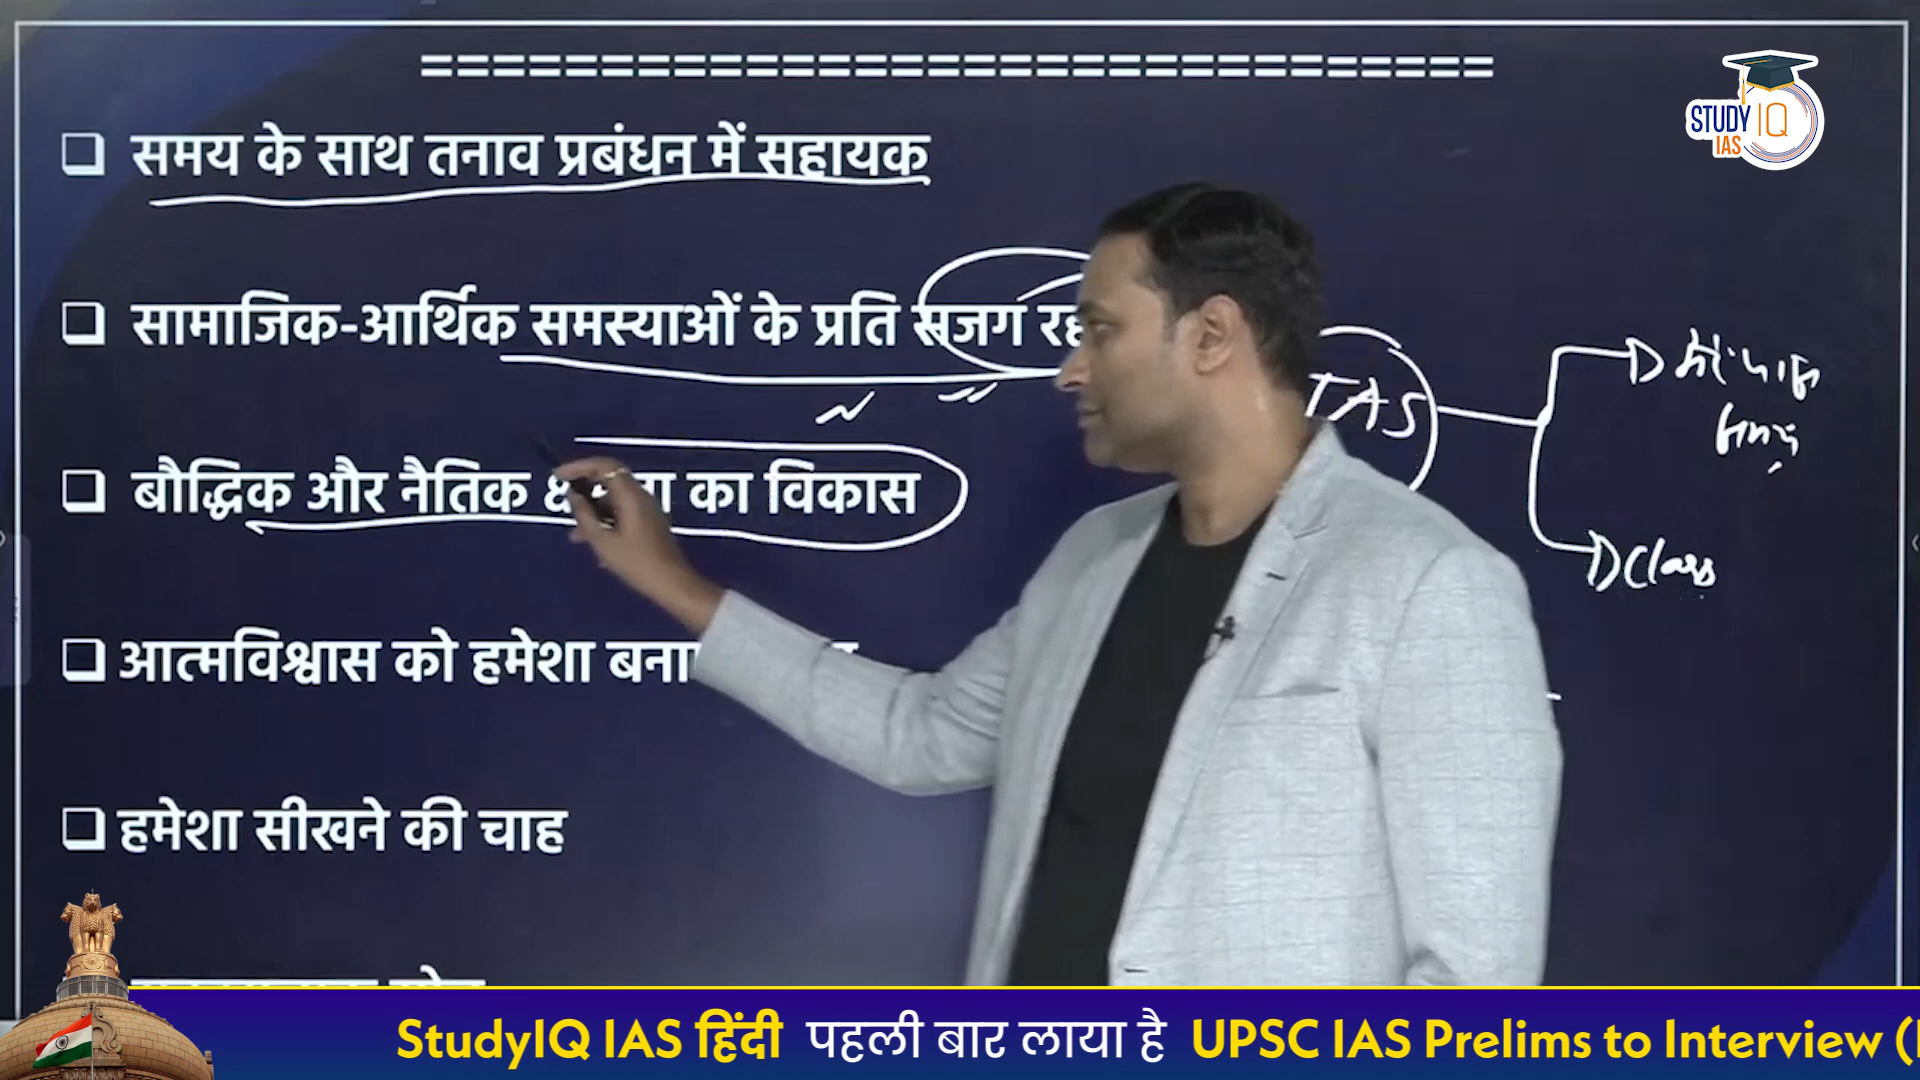 ==============================
STUDY IQ
IAS
समय के साथ तनाव प्रबंधन में सहायक
सामाजिक-आर्थिक समस्याओं के प्रति सजग
IAS
बौद्धिक और नैतिक का विकास
Class
आत्मविश्वास को हमेशा
हमेशा सीखने की चाह
StudyIQ IAS हिंदी पहली बार लाया है UPSC IAS Prelims to Interview (